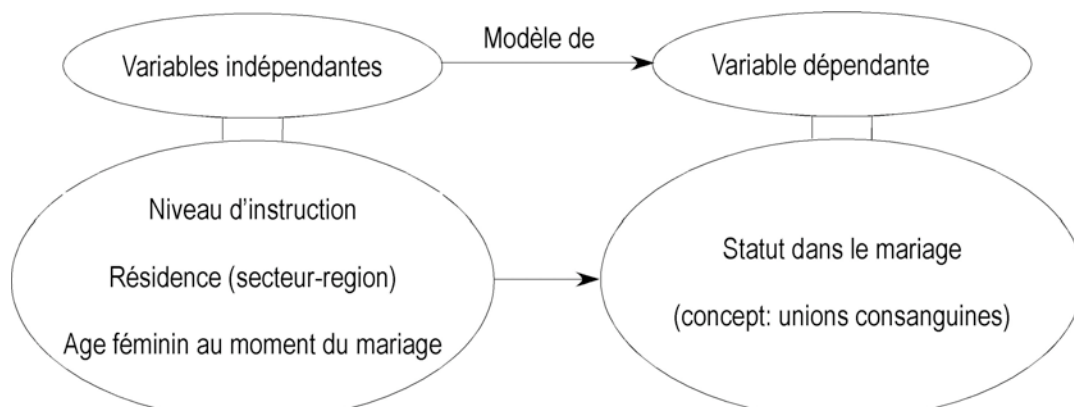 Variables indépendantes
Modèle de
Variable dépendante
Niveau d'instruction
Résidence (secteur-region)
Age féminin au moment du mariage
Statut dans le mariage
(concept: unions consanguines)